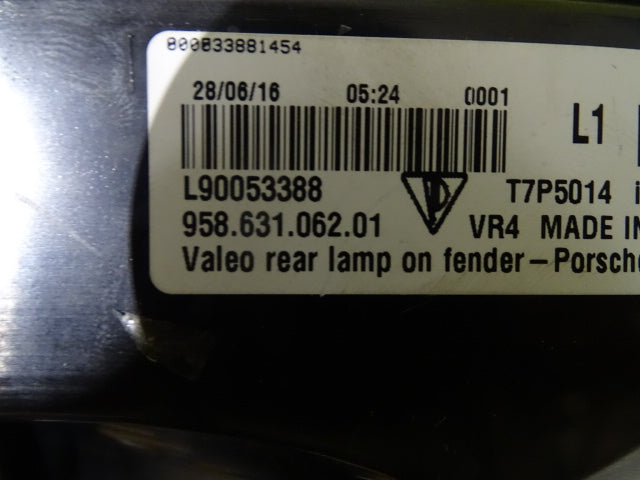 800833881454
28/06/16 05:24 0001
L1
L90053388 T7P5014
958.631.062.01 VR4 MADE IN
Valeo rear lamp on fender-Porsche